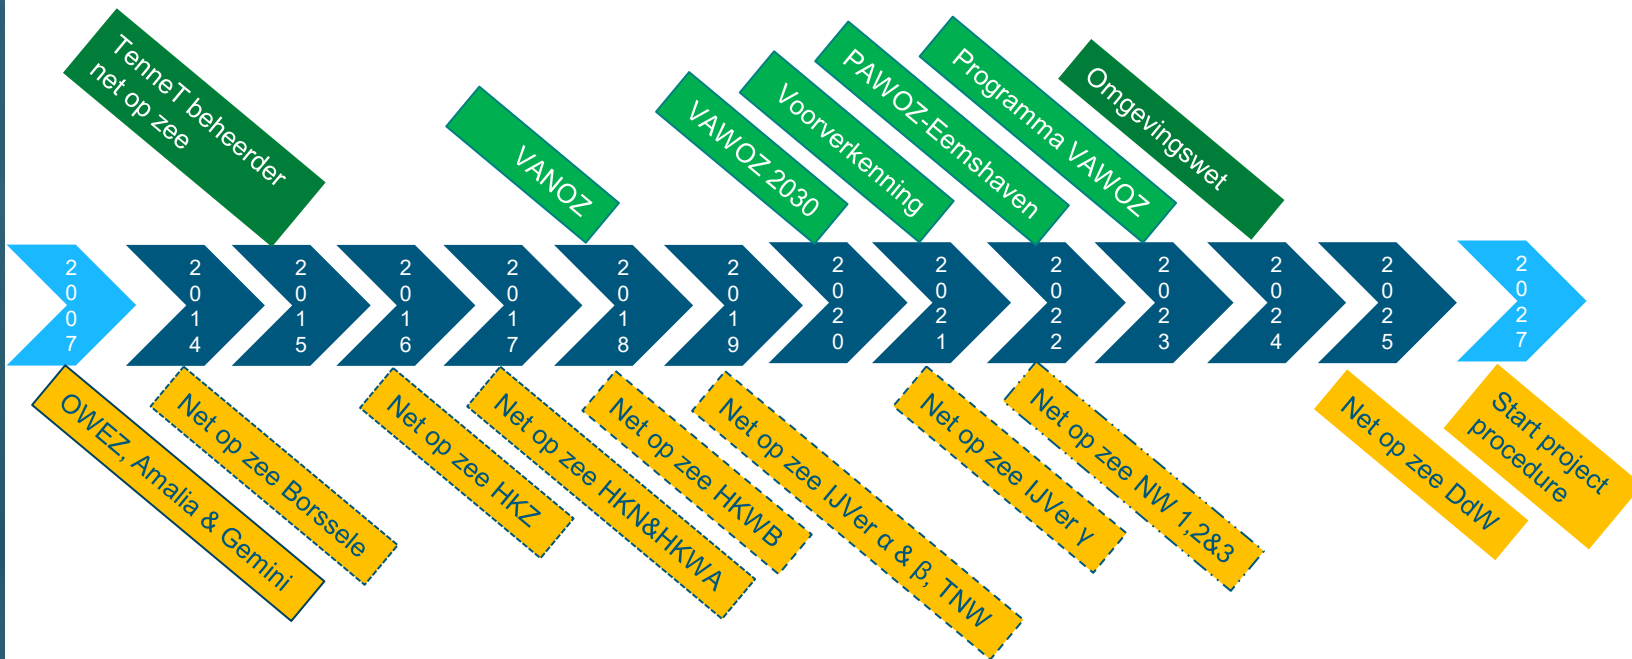 TenneT beheerder
net op zee
VANOZ
VAWOZ 2030
Voorverkenning
PAWOZ-Eemshaven
Programma VAWOZ
Omgevingswet
2007
2014
2015
2016
2017
2018
2019
2020
2021
2022
2023
2024
2025
2027
OWEZ, Amalia & Gemini
Net op zee Borssele
Net op zee HKZ
Net op zee HKN&HKWA
Net op zee HKWB
Net op zee IJVer α & β, TNW
Net op zee IJVer γ
Net op zee NW 1,2&3
Net op zee DdW
Start project
procedure